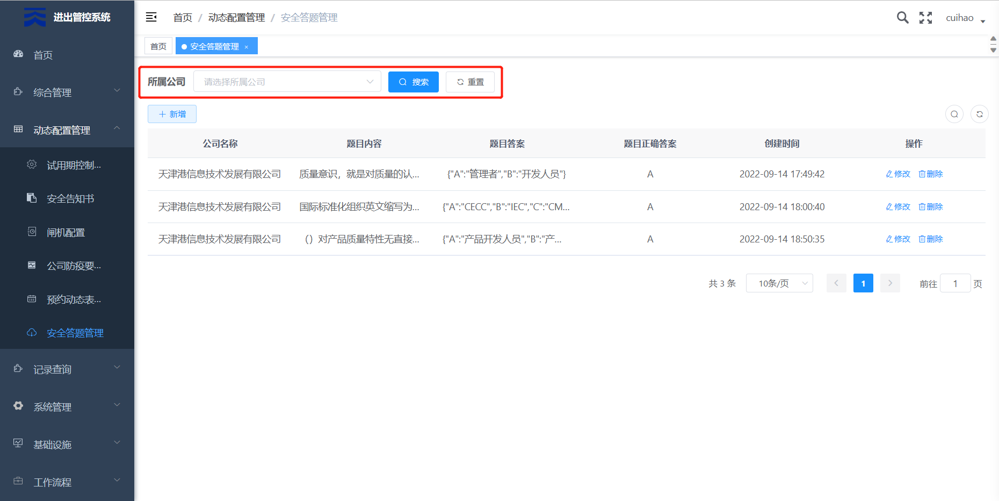 进出管控系统
首页
综合管理
动态配置管理
试用期控制...
安全告知书
闸机配置
公司防疫要...
预约动态表...
安全答题管理
记录查询
系统管理
基础设施
工作流程
首页 / 动态配置管理 / 安全答题管理
cuihao
首页 安全答题管理 ×
所属公司 请选择所属公司 搜索 重置
+ 新增
公司名称 题目内容 题目答案 题目正确答案 创建时间 操作
天津港信息技术发展有限公司 质量意识，就是对质量的认... {"A":"管理者","B":"开发人员"} A 2022-09-14 17:49:42 修改 删除
天津港信息技术发展有限公司 国际标准化组织英文缩写为... {"A":"CECC","B":"IEC","C":"CM... A 2022-09-14 18:00:40 修改 删除
天津港信息技术发展有限公司 （）对产品质量特性无直接... {"A":"产品开发人员","B":"产... A 2022-09-14 18:50:35 修改 删除
共 3 条 10条/页 1 前往 1 页